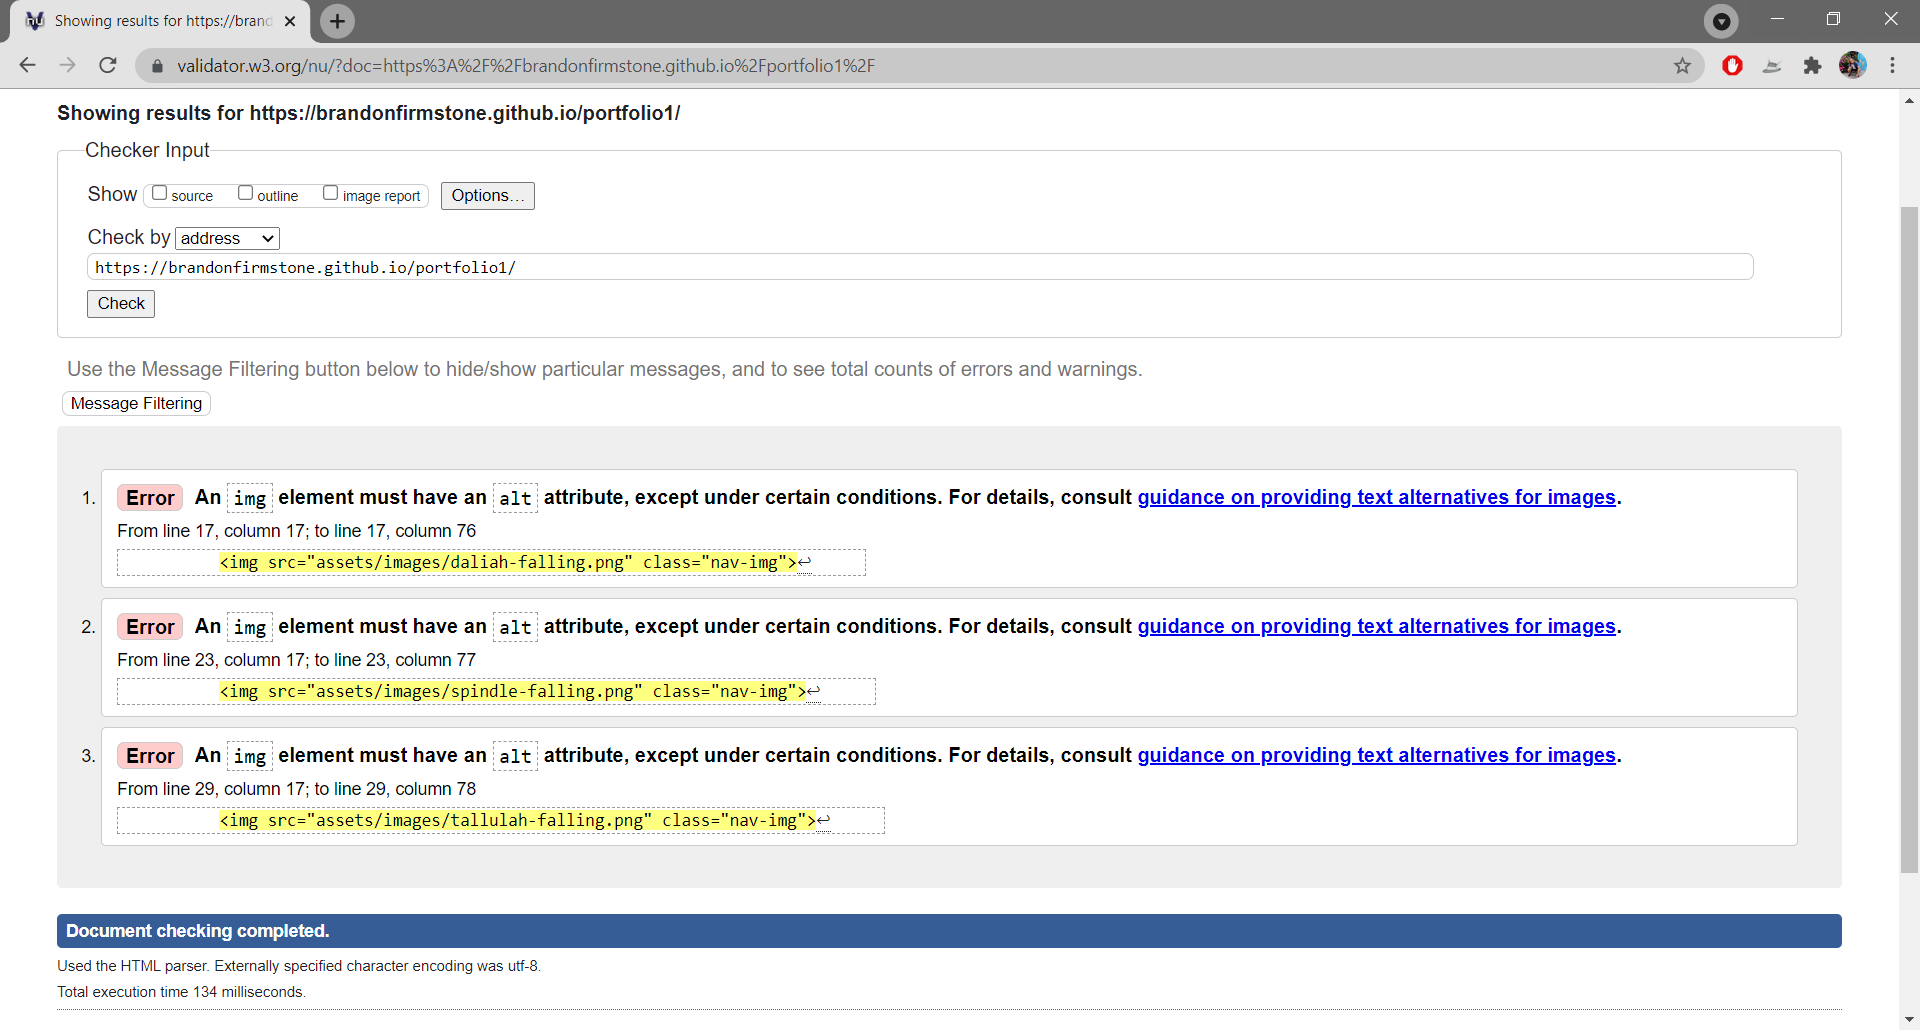 Showing results for https://brand
validator.w3.org/nu/?doc=https%3A%2F%2Fbrandonfirmstone.github.io%2Fportfolio1%2F
Showing results for https://brandonfirmstone.github.io/portfolio1/
Checker Input
Show source outline image report Options...
Check by address
https://brandonfirmstone.github.io/portfolio1/
Check
Use the Message Filtering button below to hide/show particular messages, and to see total counts of errors and warnings.
Message Filtering
1. Error An img element must have an alt attribute, except under certain conditions. For details, consult guidance on providing text alternatives for images.
From line 17, column 17; to line 17, column 76
<img src="assets/images/daliah-falling.png" class="nav-img">↩
2. Error An img element must have an alt attribute, except under certain conditions. For details, consult guidance on providing text alternatives for images.
From line 23, column 17; to line 23, column 77
<img src="assets/images/spindle-falling.png" class="nav-img">↩
3. Error An img element must have an alt attribute, except under certain conditions. For details, consult guidance on providing text alternatives for images.
From line 29, column 17; to line 29, column 78
<img src="assets/images/tallulah-falling.png" class="nav-img">↩
Document checking completed.
Used the HTML parser. Externally specified character encoding was utf-8.
Total execution time 134 milliseconds.